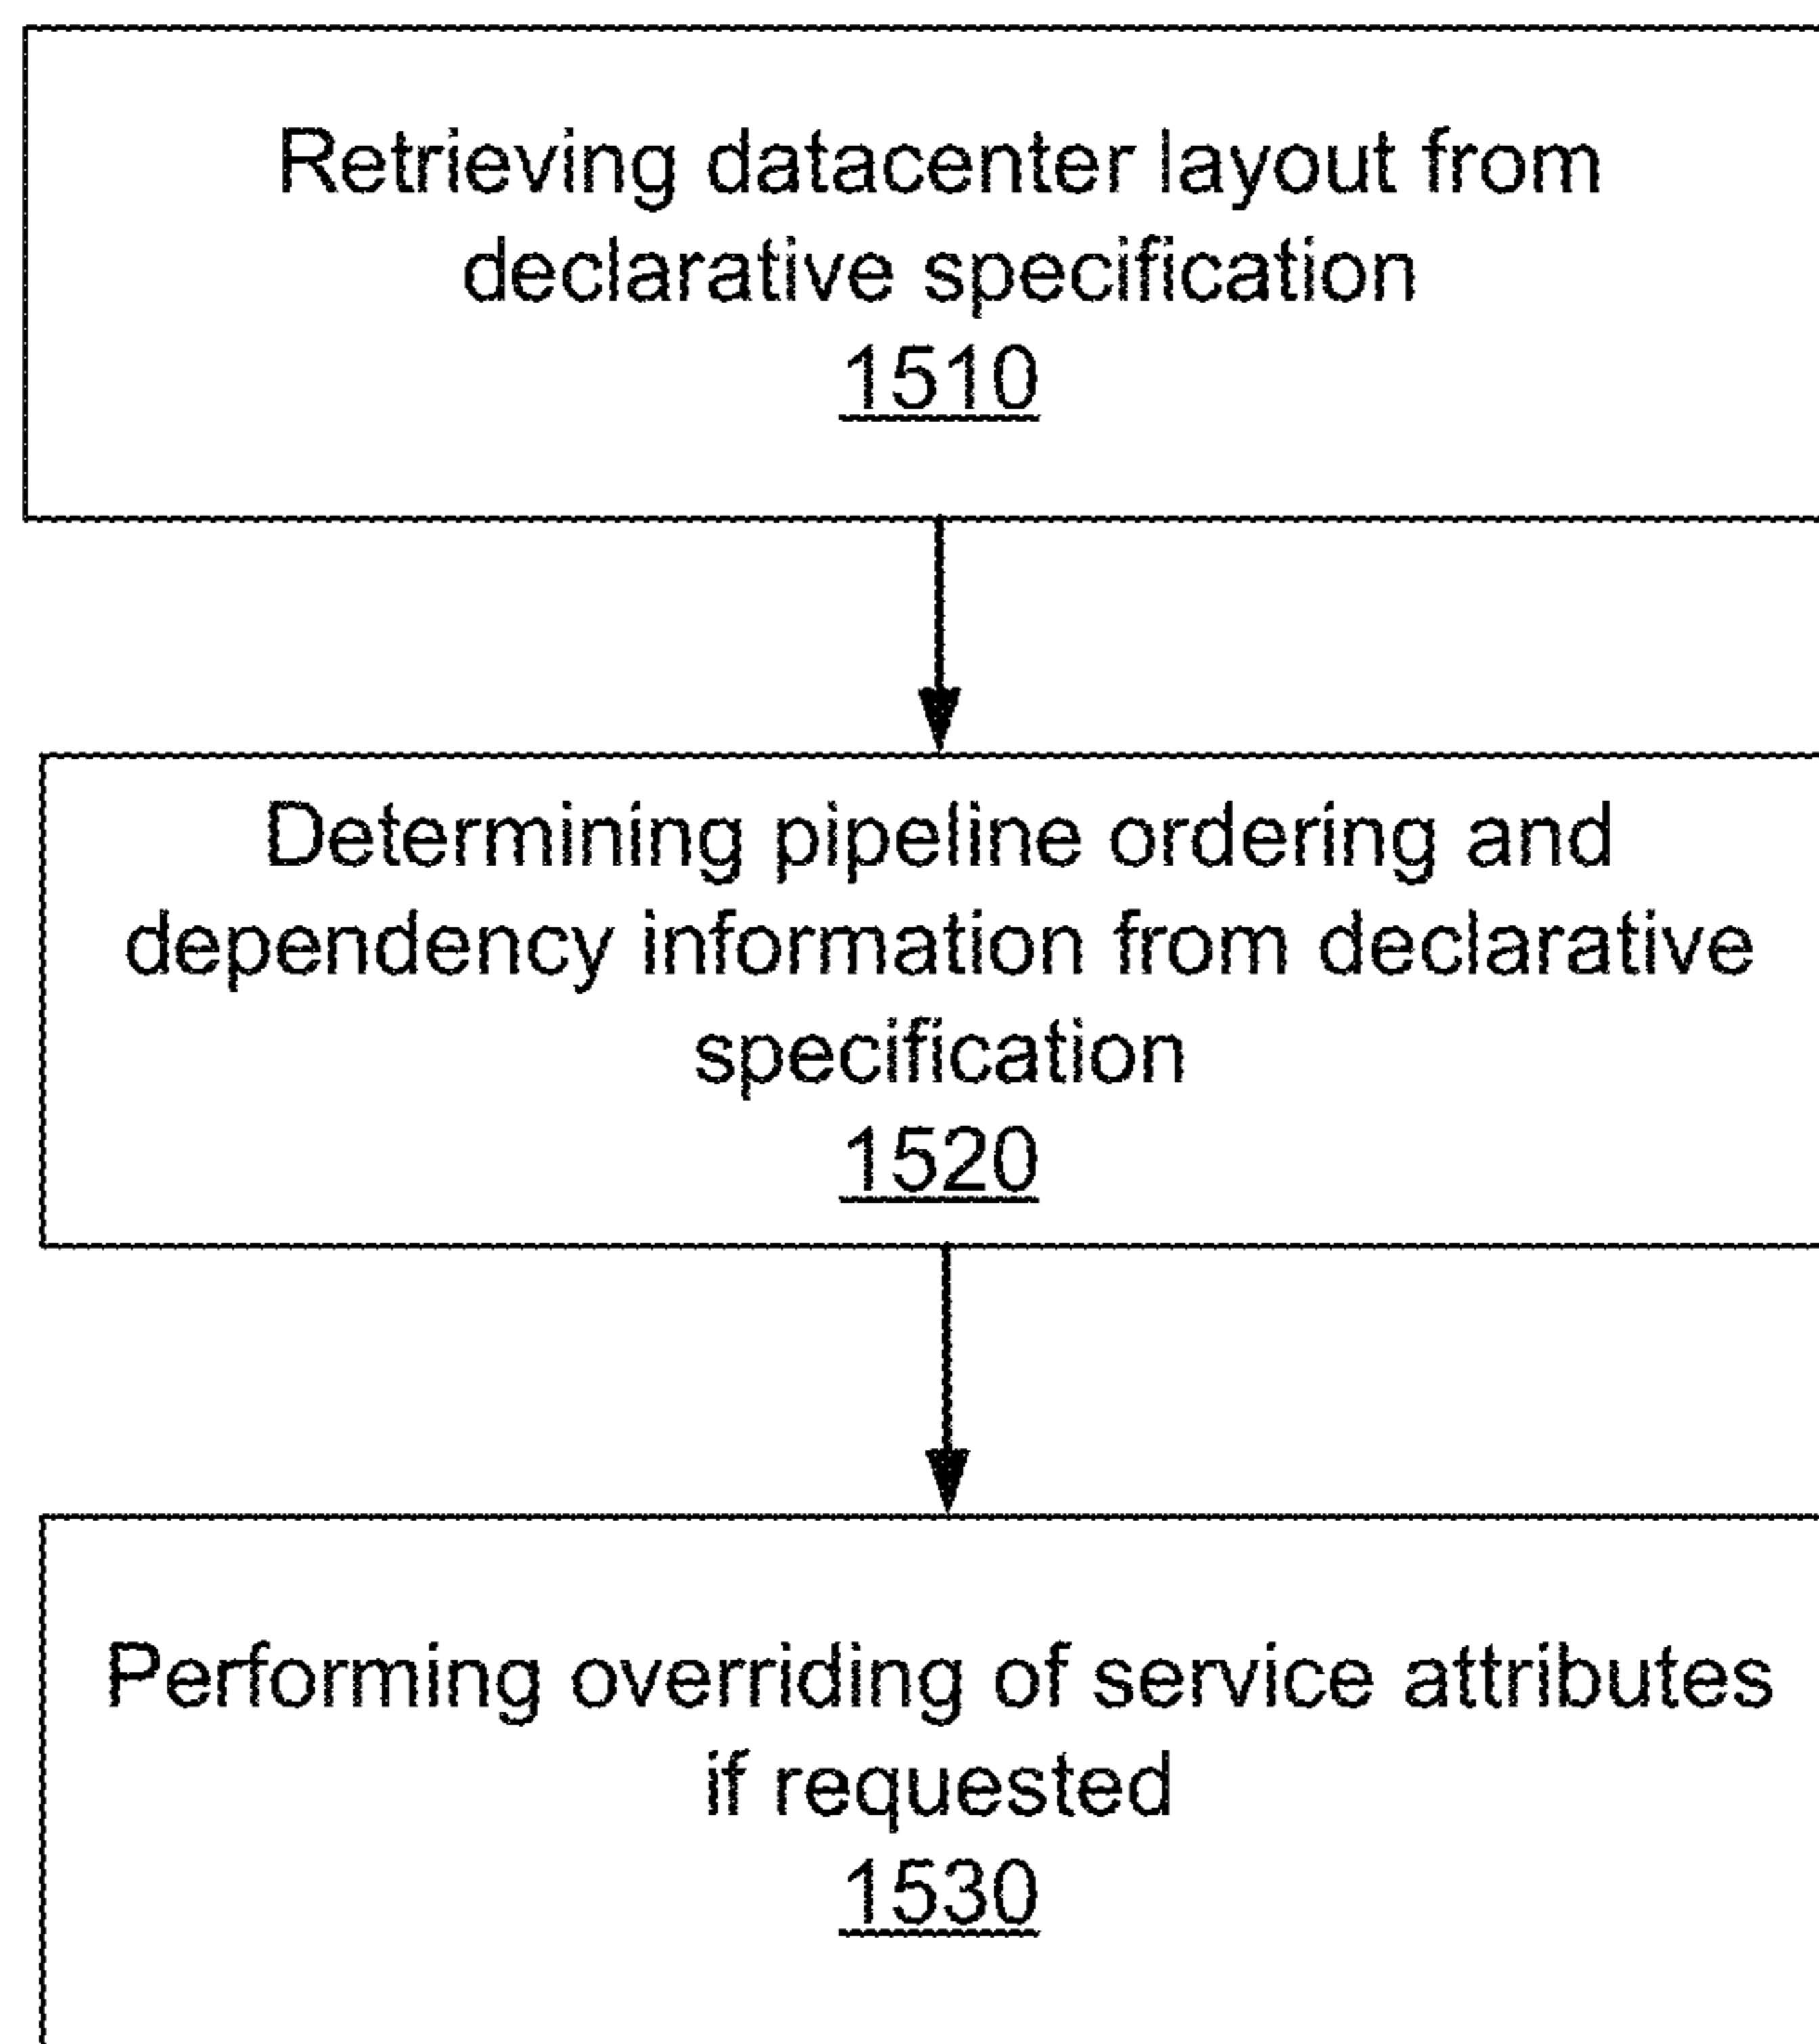 Retrieving datacenter layout from
declarative specification
1510
Determining pipeline ordering and
dependency information from declarative
specification
1520
Performing overriding of service attributes
if requested
1530